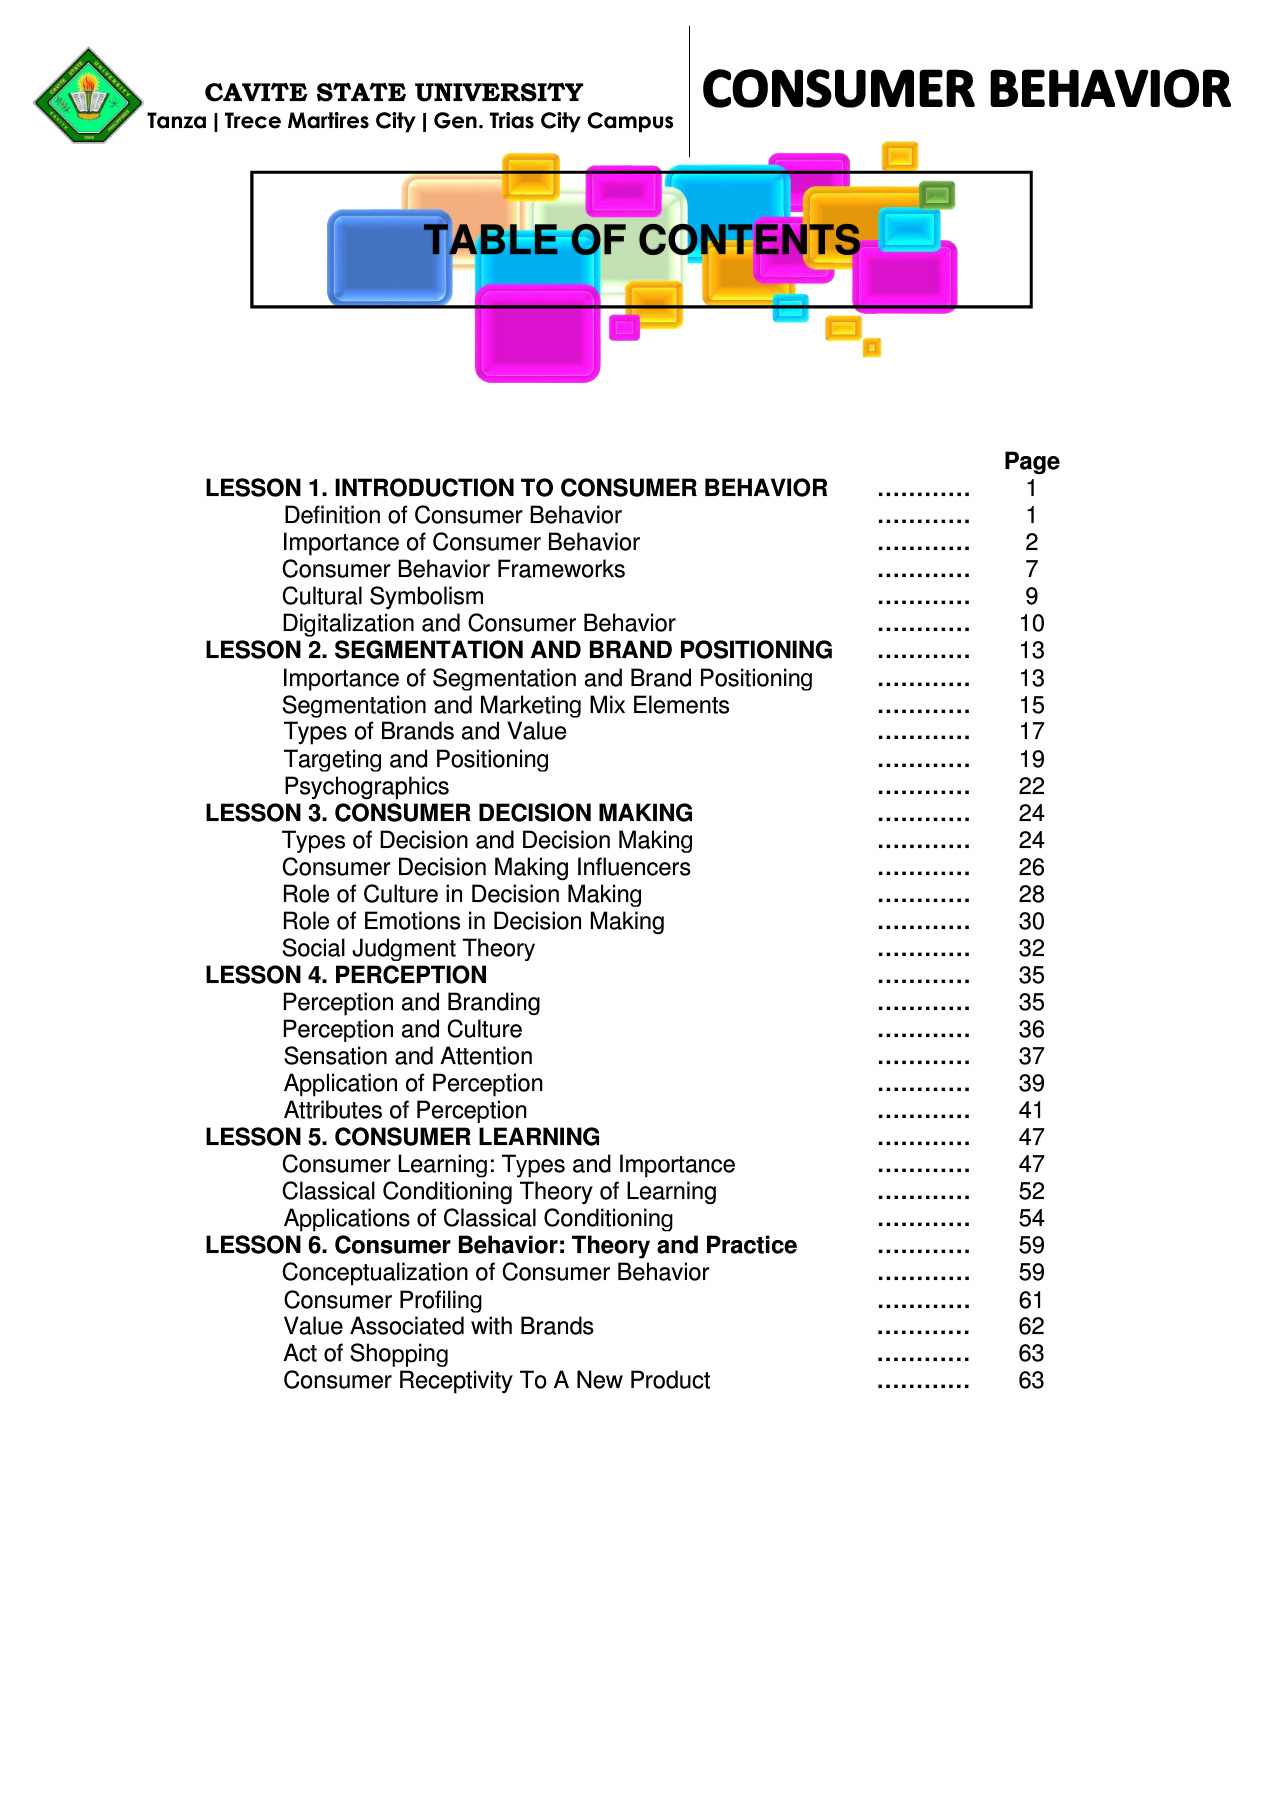 CAVITE STATE UNIVERSITY
Tanza | Trece Martires City | Gen. Trias City Campus
CONSUMER BEHAVIOR
TABLE OF CONTENTS
Page
LESSON 1. INTRODUCTION TO CONSUMER BEHAVIOR ………… 1
Definition of Consumer Behavior ………… 1
Importance of Consumer Behavior ………… 2
Consumer Behavior Frameworks ………… 7
Cultural Symbolism ………… 9
Digitalization and Consumer Behavior ………… 10
LESSON 2. SEGMENTATION AND BRAND POSITIONING ………… 13
Importance of Segmentation and Brand Positioning ………… 13
Segmentation and Marketing Mix Elements ………… 15
Types of Brands and Value ………… 17
Targeting and Positioning ………… 19
Psychographics ………… 22
LESSON 3. CONSUMER DECISION MAKING ………… 24
Types of Decision and Decision Making ………… 24
Consumer Decision Making Influencers ………… 26
Role of Culture in Decision Making ………… 28
Role of Emotions in Decision Making ………… 30
Social Judgment Theory ………… 32
LESSON 4. PERCEPTION ………… 35
Perception and Branding ………… 35
Perception and Culture ………… 36
Sensation and Attention ………… 37
Application of Perception ………… 39
Attributes of Perception ………… 41
LESSON 5. CONSUMER LEARNING ………… 47
Consumer Learning: Types and Importance ………… 47
Classical Conditioning Theory of Learning ………… 52
Applications of Classical Conditioning ………… 54
LESSON 6. Consumer Behavior: Theory and Practice ………… 59
Conceptualization of Consumer Behavior ………… 59
Consumer Profiling ………… 61
Value Associated with Brands ………… 62
Act of Shopping ………… 63
Consumer Receptivity To A New Product ………… 63